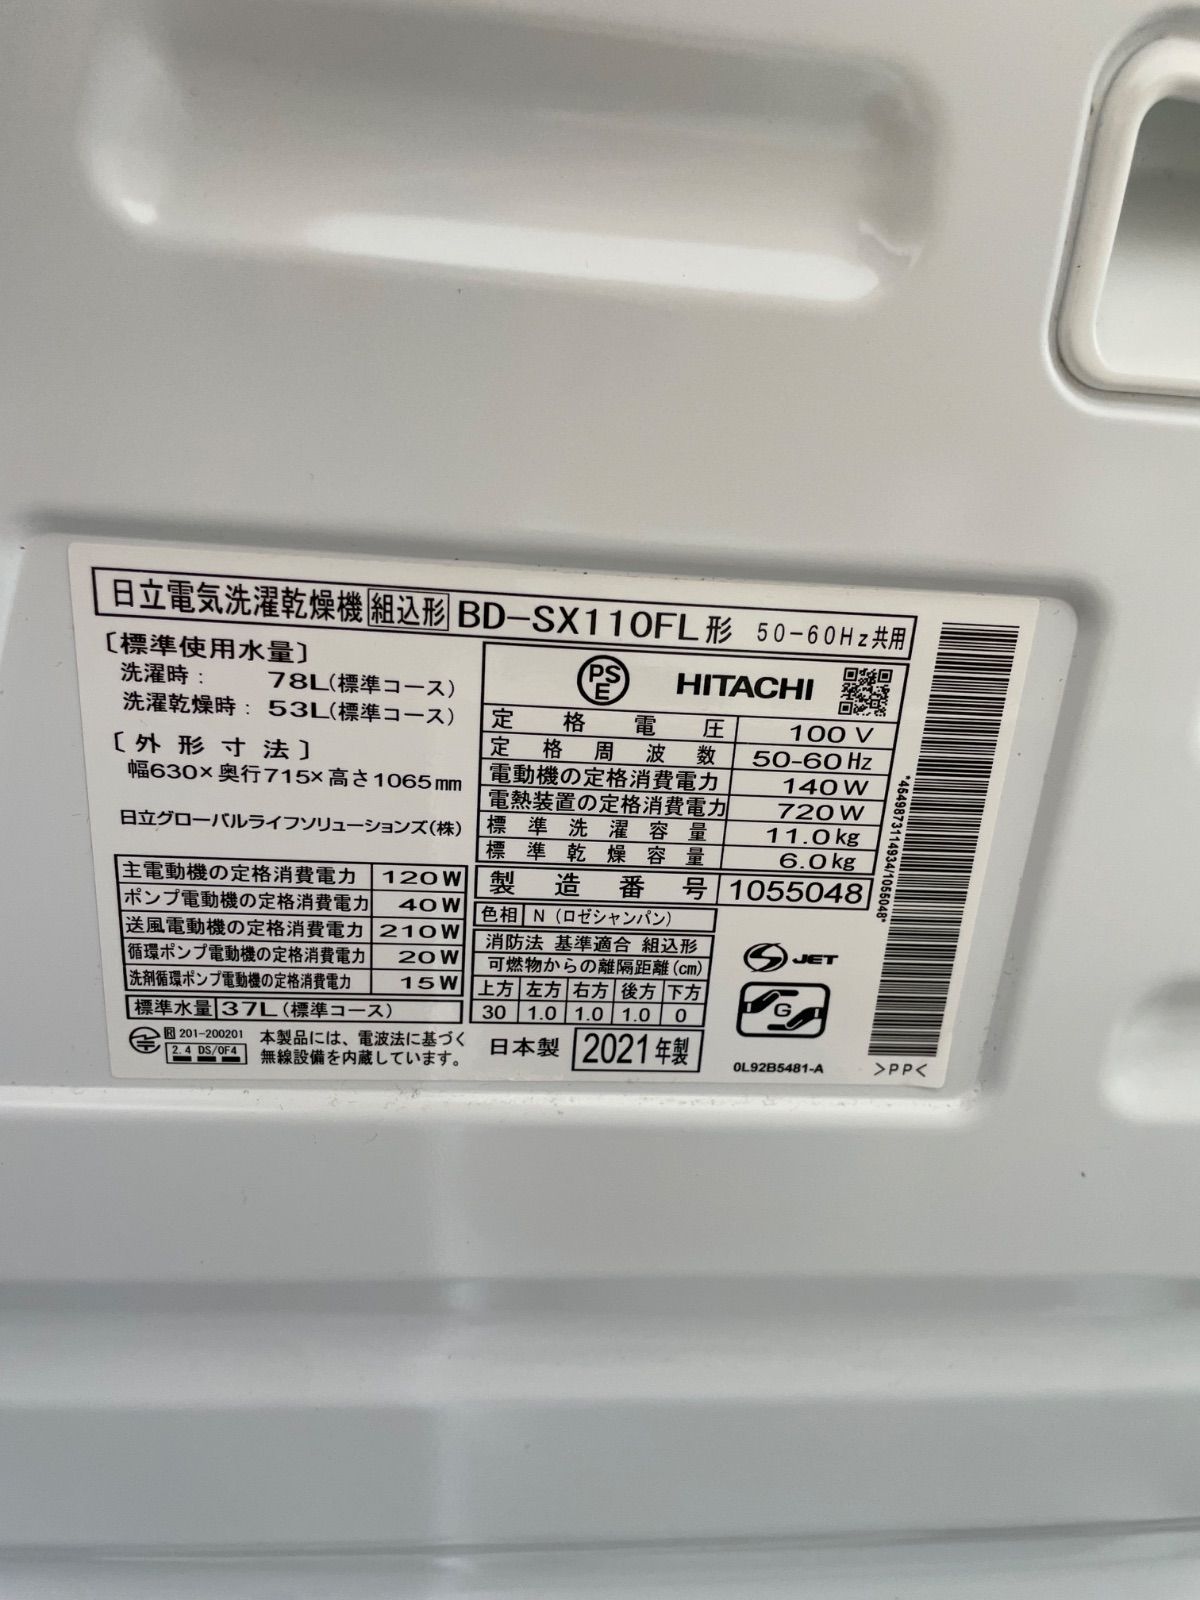 日立電気洗濯乾燥機 組込形 BD-SX110FL形 50-60Hz共用
〔標準使用水量〕
洗濯時: 78L(標準コース)
洗濯乾燥時: 53L(標準コース)
〔外形寸法〕
幅630×奥行715×高さ1065mm
日立グローバルライフソリューションズ(株)
主電動機の定格消費電力 120W
ポンプ電動機の定格消費電力 40W
送風電動機の定格消費電力 210W
循環ポンプ電動機の定格消費電力 20W
洗剤循環ポンプ電動機の定格消費電力 15W
標準水量 37L(標準コース)
R 201-200201
2.4 DS/OF4
本製品には、電波法に基づく
無線設備を内蔵しています。
PSE HITACHI
定格電圧 100V
定格周波数 50-60Hz
電動機の定格消費電力 140W
電熱装置の定格消費電力 720W
標準洗濯容量 11.0kg
標準乾燥容量 6.0kg
製造番号 1055048
色相 N(ロゼシャンパン)
消防法 基準適合 組込形
可燃物からの離隔距離(cm)
上方 左方 右方 後方 下方
30 1.0 1.0 1.0 0
日本製 2021年製
S JET
G
0L92B5481-A
>PP<
*4549873114934/1055048*